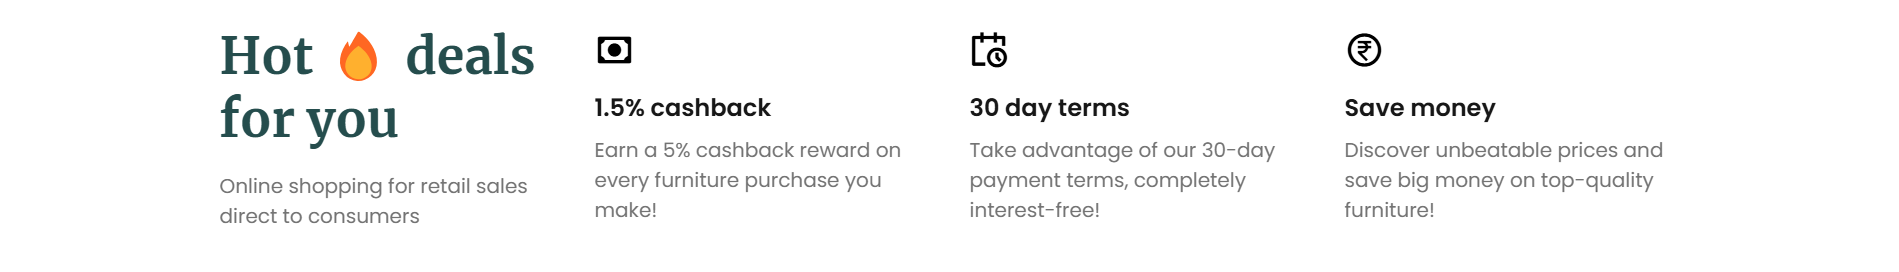 Hot 🔥 deals
for you
Online shopping for retail sales
direct to consumers
1.5% cashback
Earn a 5% cashback reward on
every furniture purchase you
make!
30 day terms
Take advantage of our 30-day
payment terms, completely
interest-free!
₹
Save money
Discover unbeatable prices and
save big money on top-quality
furniture!